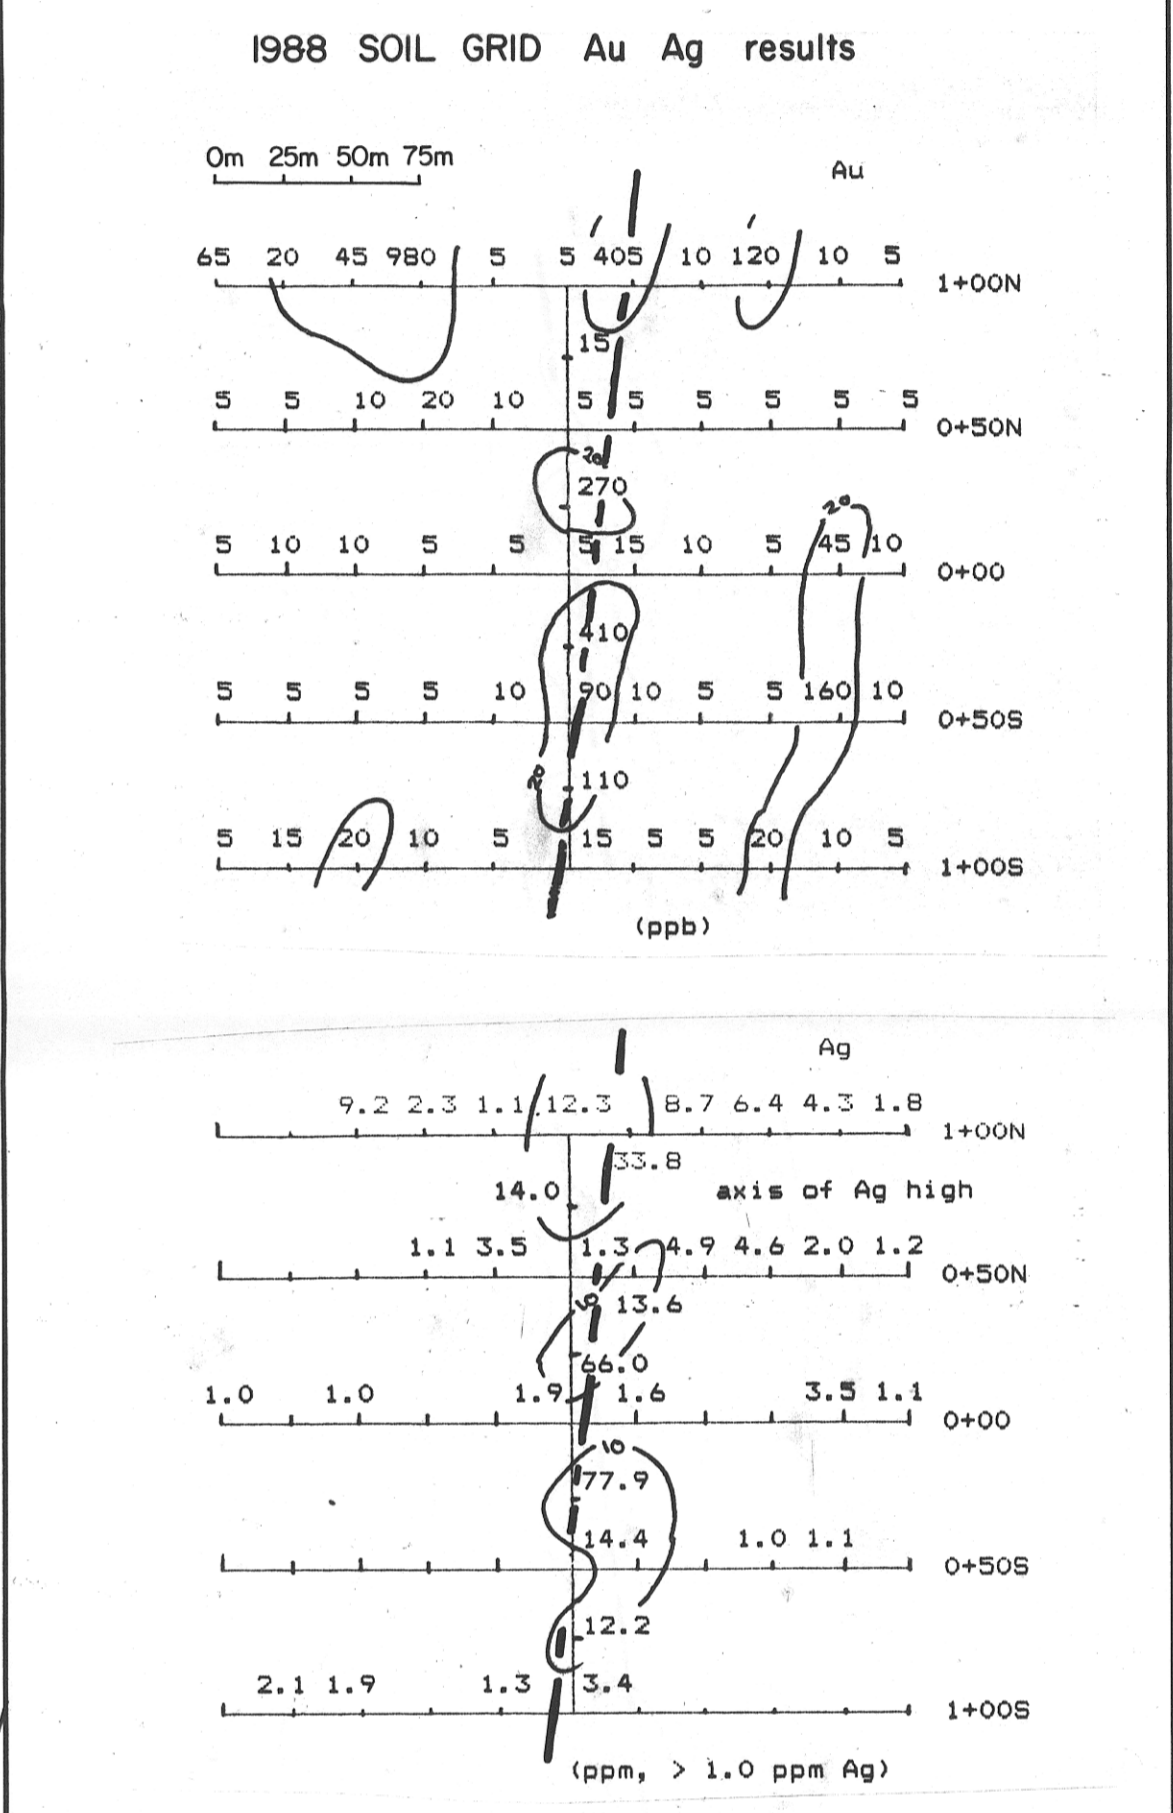 1988 SOIL GRID Au Ag results
0m 25m 50m 75m
Au
65 20 45 980 5 5 405 10 120 10 5
1+00N
15
5 5 10 20 10 5 5 5 5 5 5
0+50N
20
270
20
5 10 10 5 5 5 15 10 5 45 10
0+00
410
5 5 5 5 10 90 10 5 5 160 10
0+50S
20 110
5 15 20 10 5 15 5 5 20 10 5
1+00S
(ppb)
Ag
9.2 2.3 1.1 12.3 8.7 6.4 4.3 1.8
1+00N
33.8
14.0 axis of Ag high
1.1 3.5 1.3 4.9 4.6 2.0 1.2
0+50N
10 13.6
66.0
1.0 1.0 1.9 1.6 3.5 1.1
0+00
10
77.9
14.4 1.0 1.1
0+50S
12.2
2.1 1.9 1.3 3.4
1+00S
(ppm, > 1.0 ppm Ag)